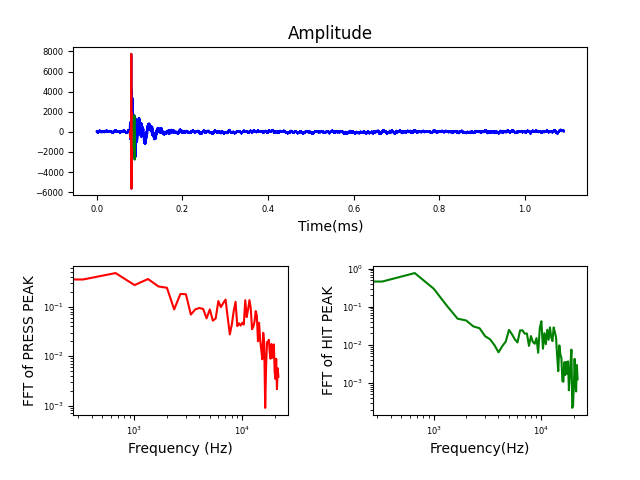 Amplitude
8000
6000
4000
2000
0
−2000
−4000
−6000
0.0 0.2 0.4 0.6 0.8 1.0
Time(ms)
FFT of PRESS PEAK
10⁻¹
10⁻²
10⁻³
10³ 10⁴
Frequency (Hz)
FFT of HIT PEAK
10⁰
10⁻¹
10⁻²
10⁻³
10³ 10⁴
Frequency(Hz)